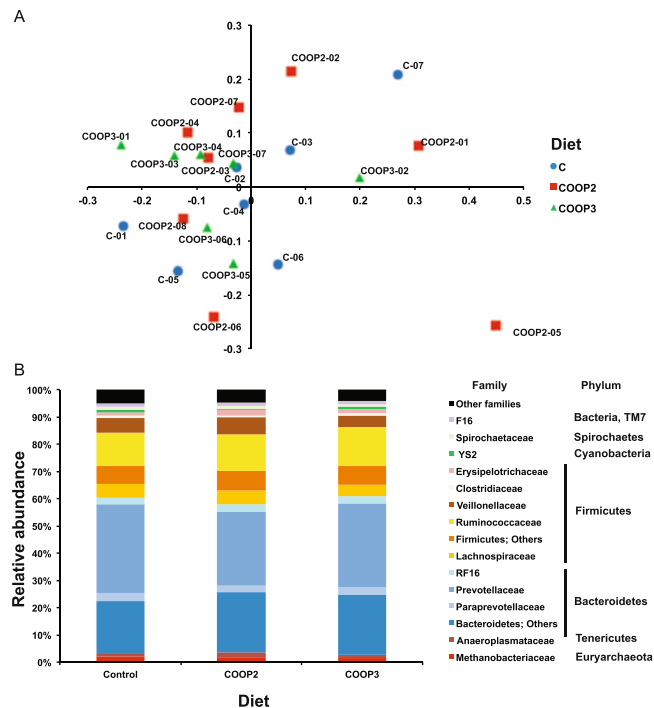 A
0.3
0.2
0.1
0
-0.1
-0.2
-0.3
-0.3
-0.2
-0.1
0
0.1
0.2
0.3
0.4
0.5
COOP2-02
C-07
COOP2-07
COOP2-04
COOP3-01
COOP3-04
COOP3-07
C-03
COOP2-01
COOP3-03
COOP2-03
C-02
COOP3-02
C-04
COOP2-08
C-01
COOP3-06
C-06
COOP3-05
C-05
COOP2-06
COOP2-05
Diet
C
COOP2
COOP3
B
Relative abundance
100%
90%
80%
70%
60%
50%
40%
30%
20%
10%
0%
Control
COOP2
COOP3
Diet
Family Phylum
Other families
F16 Bacteria, TM7
Spirochaetaceae Spirochaetes
YS2 Cyanobacteria
Erysipelotrichaceae
Clostridiaceae
Veillonellaceae Firmicutes
Ruminococcaceae
Firmicutes; Others
Lachnospiraceae
RF16
Prevotellaceae
Paraprevotellaceae Bacteroidetes
Bacteroidetes; Others
Anaeroplasmataceae Tenericutes
Methanobacteriaceae Euryarchaeota